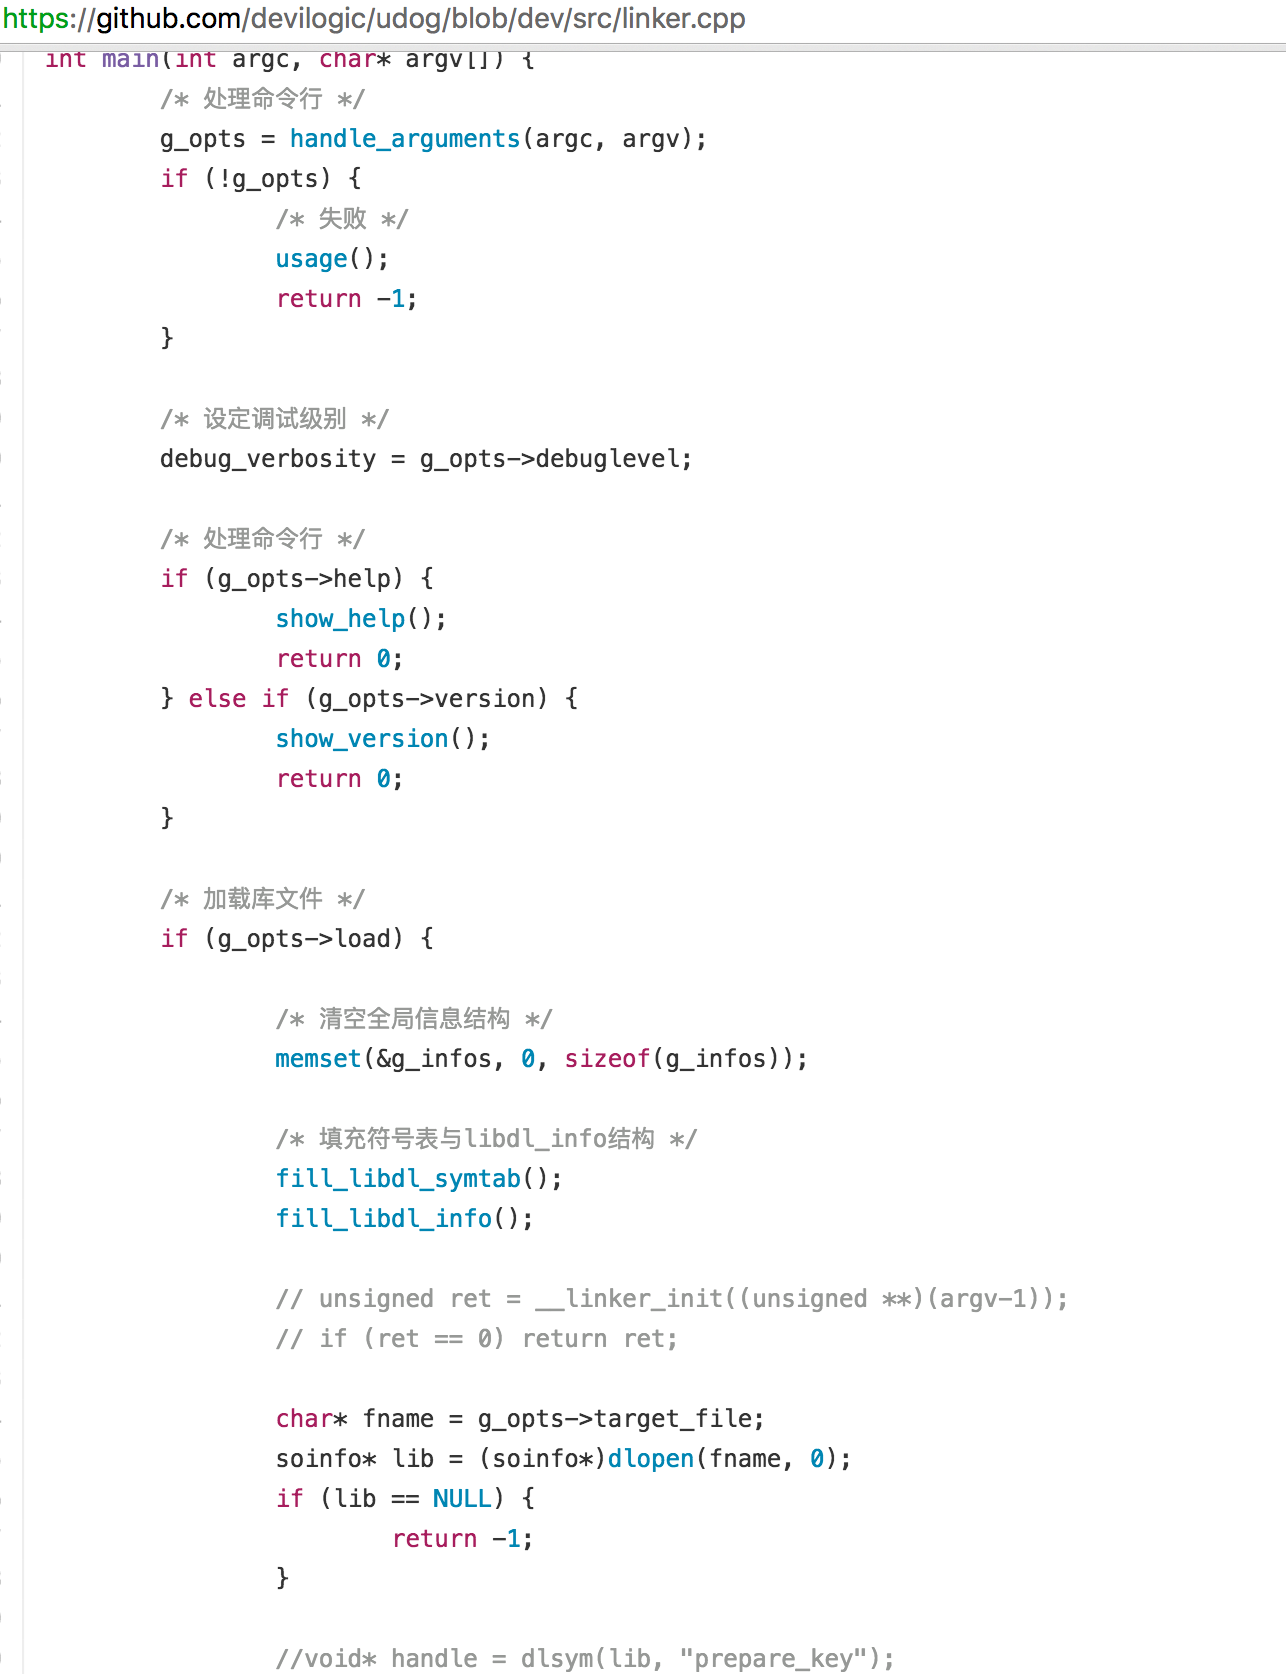 https://github.com/devilogic/udog/blob/dev/src/linker.cpp
int main(int argc, char* argv[]) {
/* 处理命令行 */
g_opts = handle_arguments(argc, argv);
if (!g_opts) {
/* 失败 */
usage();
return -1;
}
/* 设定调试级别 */
debug_verbosity = g_opts->debuglevel;
/* 处理命令行 */
if (g_opts->help) {
show_help();
return 0;
} else if (g_opts->version) {
show_version();
return 0;
}
/* 加载库文件 */
if (g_opts->load) {
/* 清空全局信息结构 */
memset(&g_infos, 0, sizeof(g_infos));
/* 填充符号表与libdl_info结构 */
fill_libdl_symtab();
fill_libdl_info();
// unsigned ret = __linker_init((unsigned **)(argv-1));
// if (ret == 0) return ret;
char* fname = g_opts->target_file;
soinfo* lib = (soinfo*)dlopen(fname, 0);
if (lib == NULL) {
return -1;
}
//void* handle = dlsym(lib, "prepare_key");